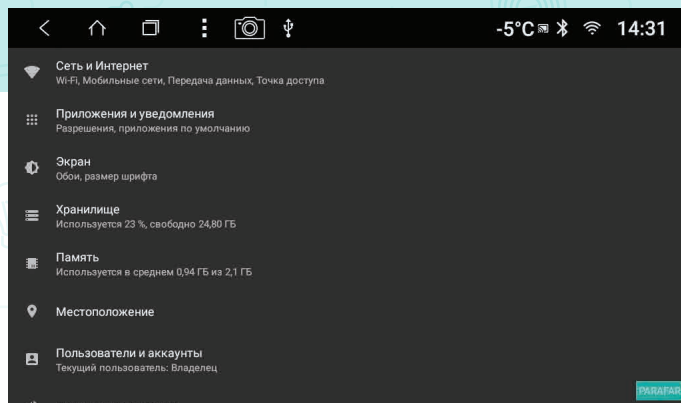 -5°C 14:31
Сеть и Интернет
Wi-Fi, Мобильные сети, Передача данных, Точка доступа
Приложения и уведомления
Разрешения, приложения по умолчанию
Экран
Обои, размер шрифта
Хранилище
Используется 23 %, свободно 24,80 ГБ
Память
Используется в среднем 0,94 ГБ из 2,1 ГБ
Местоположение
Пользователи и аккаунты
Текущий пользователь: Владелец
PARAFAR